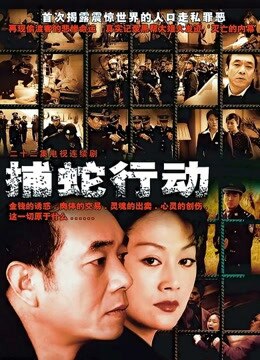 首次揭露震惊世界的人口走私罪恶
二十二集电视连续剧
捕蛇行动
金钱的诱惑、肉体的交易、灵魂的出卖、心灵的创伤
这一切源于什么……